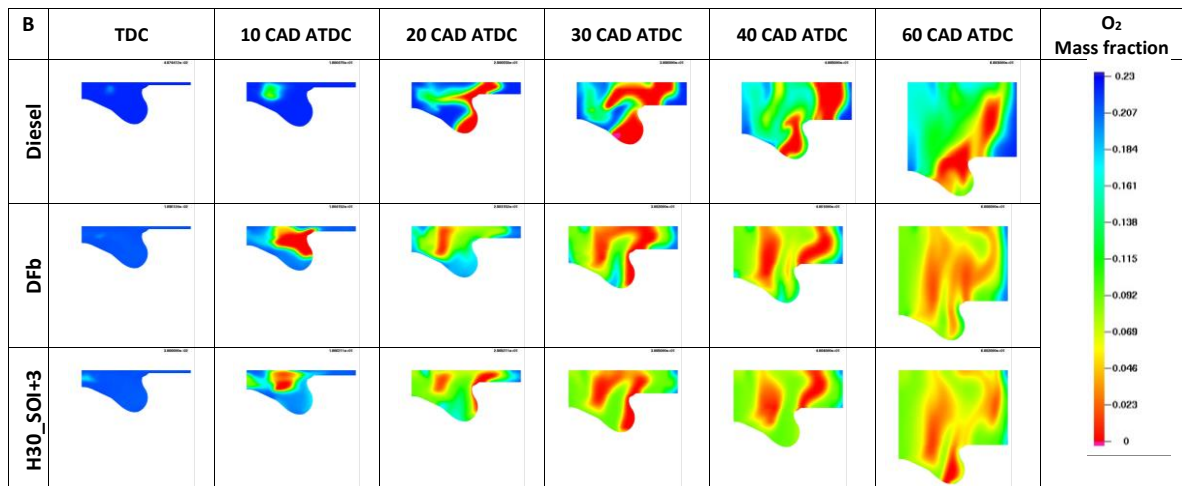 B
TDC
10 CAD ATDC
20 CAD ATDC
30 CAD ATDC
40 CAD ATDC
60 CAD ATDC
O₂
Mass fraction
Diesel
DFb
H30_SOI+3
0.23
0.207
0.184
0.161
0.138
0.115
0.092
0.069
0.046
0.023
0